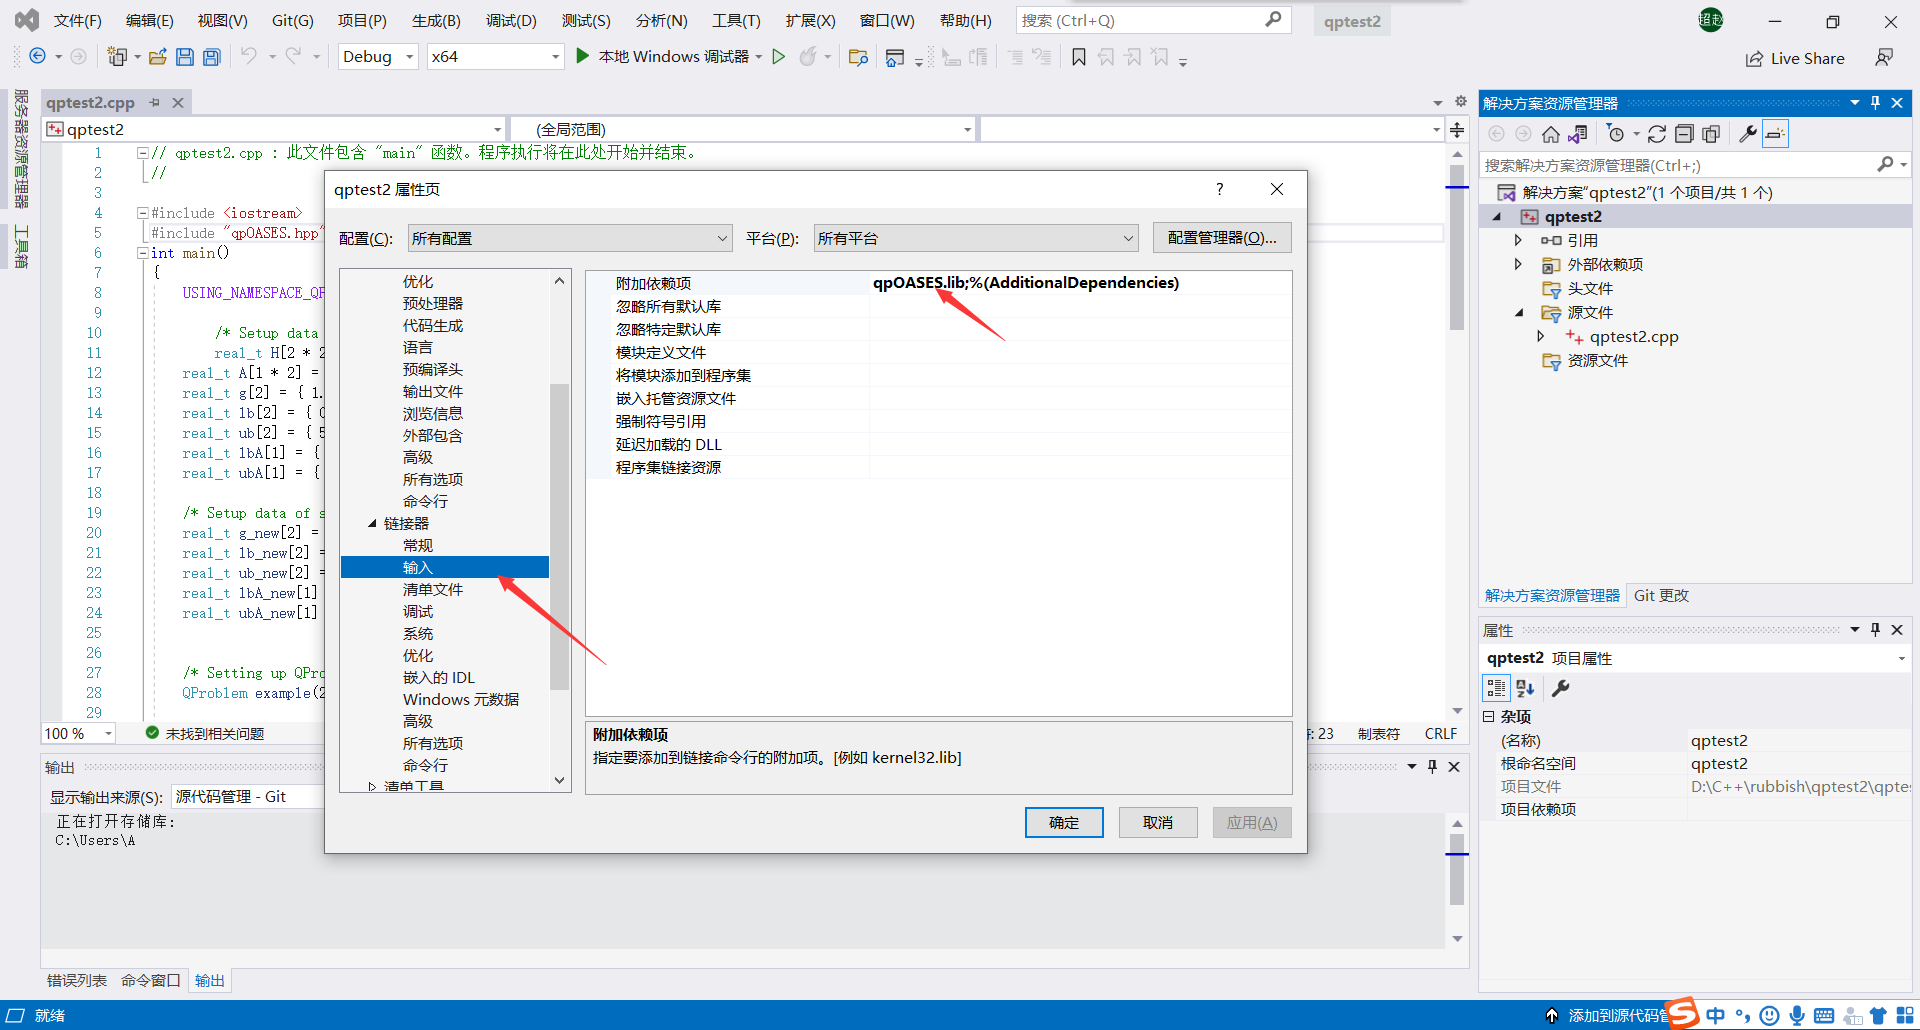 文件(F) 编辑(E) 视图(V) Git(G) 项目(P) 生成(B) 调试(D) 测试(S) 分析(N) 工具(T) 扩展(X) 窗口(W) 帮助(H) 搜索 (Ctrl+Q) qptest2 超赵
Debug x64 本地 Windows 调试器 Live Share
服务器资源管理器
工具箱
qptest2.cpp
qptest2 (全局范围)
1 // qptest2.cpp : 此文件包含 "main" 函数。程序执行将在此处开始并结束。
2 //
3
4 #include <iostream>
5 #include "qpOASES.hpp"
6 int main()
7 {
8 USING_NAMESPACE_QP
9
10 /* Setup data
11 real_t H[2 * 2
12 real_t A[1 * 2] =
13 real_t g[2] = { 1.
14 real_t lb[2] = { 0
15 real_t ub[2] = { 5
16 real_t lbA[1] = {
17 real_t ubA[1] = {
18
19 /* Setup data of s
20 real_t g_new[2] =
21 real_t lb_new[2] =
22 real_t ub_new[2] =
23 real_t lbA_new[1]
24 real_t ubA_new[1]
25
26
27 /* Setting up QPro
28 QProblem example(2
29
100 % 未找到相关问题 符: 23 制表符 CRLF
qptest2 属性页 ?
配置(C): 所有配置 平台(P): 所有平台 配置管理器(O)...
优化
预处理器
代码生成
语言
预编译头
输出文件
浏览信息
外部包含
高级
所有选项
命令行
链接器
常规
输入
清单文件
调试
系统
优化
嵌入的 IDL
Windows 元数据
高级
所有选项
命令行
清单工具
附加依赖项 qpOASES.lib;%(AdditionalDependencies)
忽略所有默认库
忽略特定默认库
模块定义文件
将模块添加到程序集
嵌入托管资源文件
强制符号引用
延迟加载的 DLL
程序集链接资源
附加依赖项
指定要添加到链接命令行的附加项。[例如 kernel32.lib]
确定 取消 应用(A)
输出
显示输出来源(S): 源代码管理 - Git
正在打开存储库:
C:\Users\A
错误列表 命令窗口 输出
解决方案资源管理器
搜索解决方案资源管理器(Ctrl+;)
解决方案"qptest2"(1 个项目/共 1 个)
qptest2
引用
外部依赖项
头文件
源文件
qptest2.cpp
资源文件
解决方案资源管理器 Git 更改
属性
qptest2 项目属性
杂项
(名称) qptest2
根命名空间 qptest2
项目文件 D:\C++\rubbish\qptest2\qptes
项目依赖项
就绪 添加到源代码管 S 中